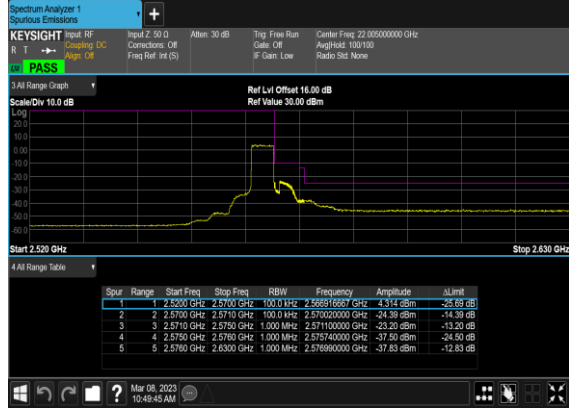 Spectrum Analyzer 1
Spurious Emissions
KEYSIGHT Input: RF Input Z: 50 Ω Atten: 30 dB Trig: Free Run Center Freq: 22.005000000 GHz
R T Coupling: DC Corrections: Off Gate: Off Avg|Hold: 100/100
Align: Off Freq Ref: Int (S) IF Gain: Low Radio Std: None
PASS
3 All Range Graph
Ref Lvl Offset 16.00 dB
Scale/Div 10.0 dB Ref Value 30.00 dBm
Log
20.0
10.0
0.00
-10.0
-20.0
-30.0
-40.0
-50.0
-60.0
Start 2.520 GHz Stop 2.630 GHz
4 All Range Table
Spur Range Start Freq Stop Freq RBW Frequency Amplitude ΔLimit
1 1 2.5200 GHz 2.5700 GHz 100.0 kHz 2.566916667 GHz 4.314 dBm -25.69 dB
2 2 2.5700 GHz 2.5710 GHz 100.0 kHz 2.570020000 GHz -24.39 dBm -14.39 dB
3 3 2.5710 GHz 2.5750 GHz 1.000 MHz 2.571100000 GHz -23.20 dBm -13.20 dB
4 4 2.5750 GHz 2.5760 GHz 1.000 MHz 2.575740000 GHz -37.50 dBm -24.50 dB
5 5 2.5760 GHz 2.6300 GHz 1.000 MHz 2.576990000 GHz -37.83 dBm -12.83 dB
? Mar 08, 2023
10:49:45 AM